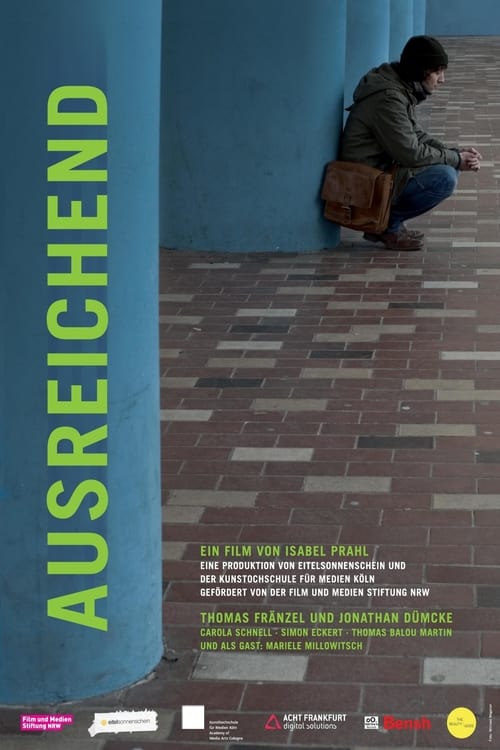 AUSREICHEND
EIN FILM VON ISABEL PRAHL
EINE PRODUKTION VON EITELSONNENSCHEIN UND
DER KUNSTOCHSCHULE FÜR MEDIEN KÖLN
GEFÖRDERT VON DER FILM UND MEDIEN STIFTUNG NRW
THOMAS FRÄNZEL UND JONATHAN DÜMCKE
CAROLA SCHNELL · SIMON ECKERT · THOMAS BALOU MARTIN
UND ALS GAST: MARIELE MILLOWITSCH
Film und Medien
Stiftung NRW
eitelsonnenschein
Kunsthochschule
für Medien Köln
Academy of
Media Arts Cologne
ACHT FRANKFURT
digital solutions
Bensh